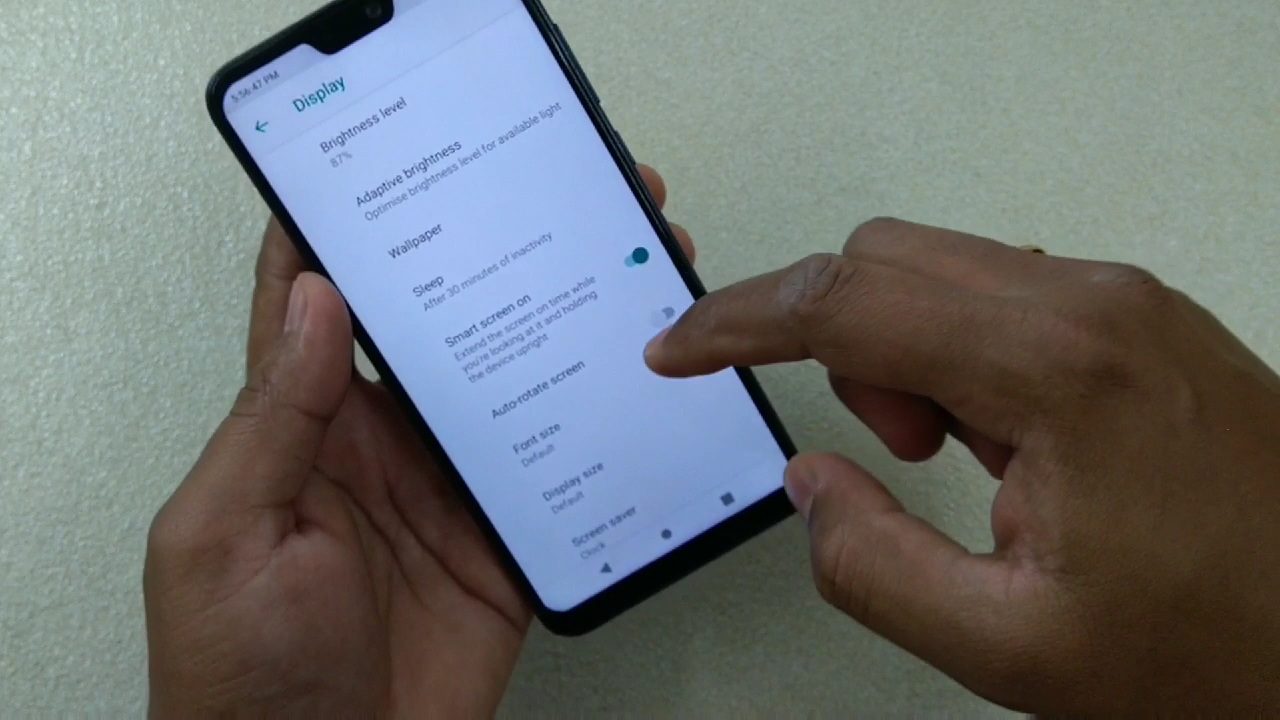 5:56:47 PM
Display
Brightness level
87%
Adaptive brightness
Optimise brightness level for available light
Wallpaper
Sleep
After 30 minutes of inactivity
Smart screen on
Extend the screen on time while
you're looking at it and holding
the device upright
Auto-rotate screen
Font size
Default
Display size
Default
Screen saver
Clock